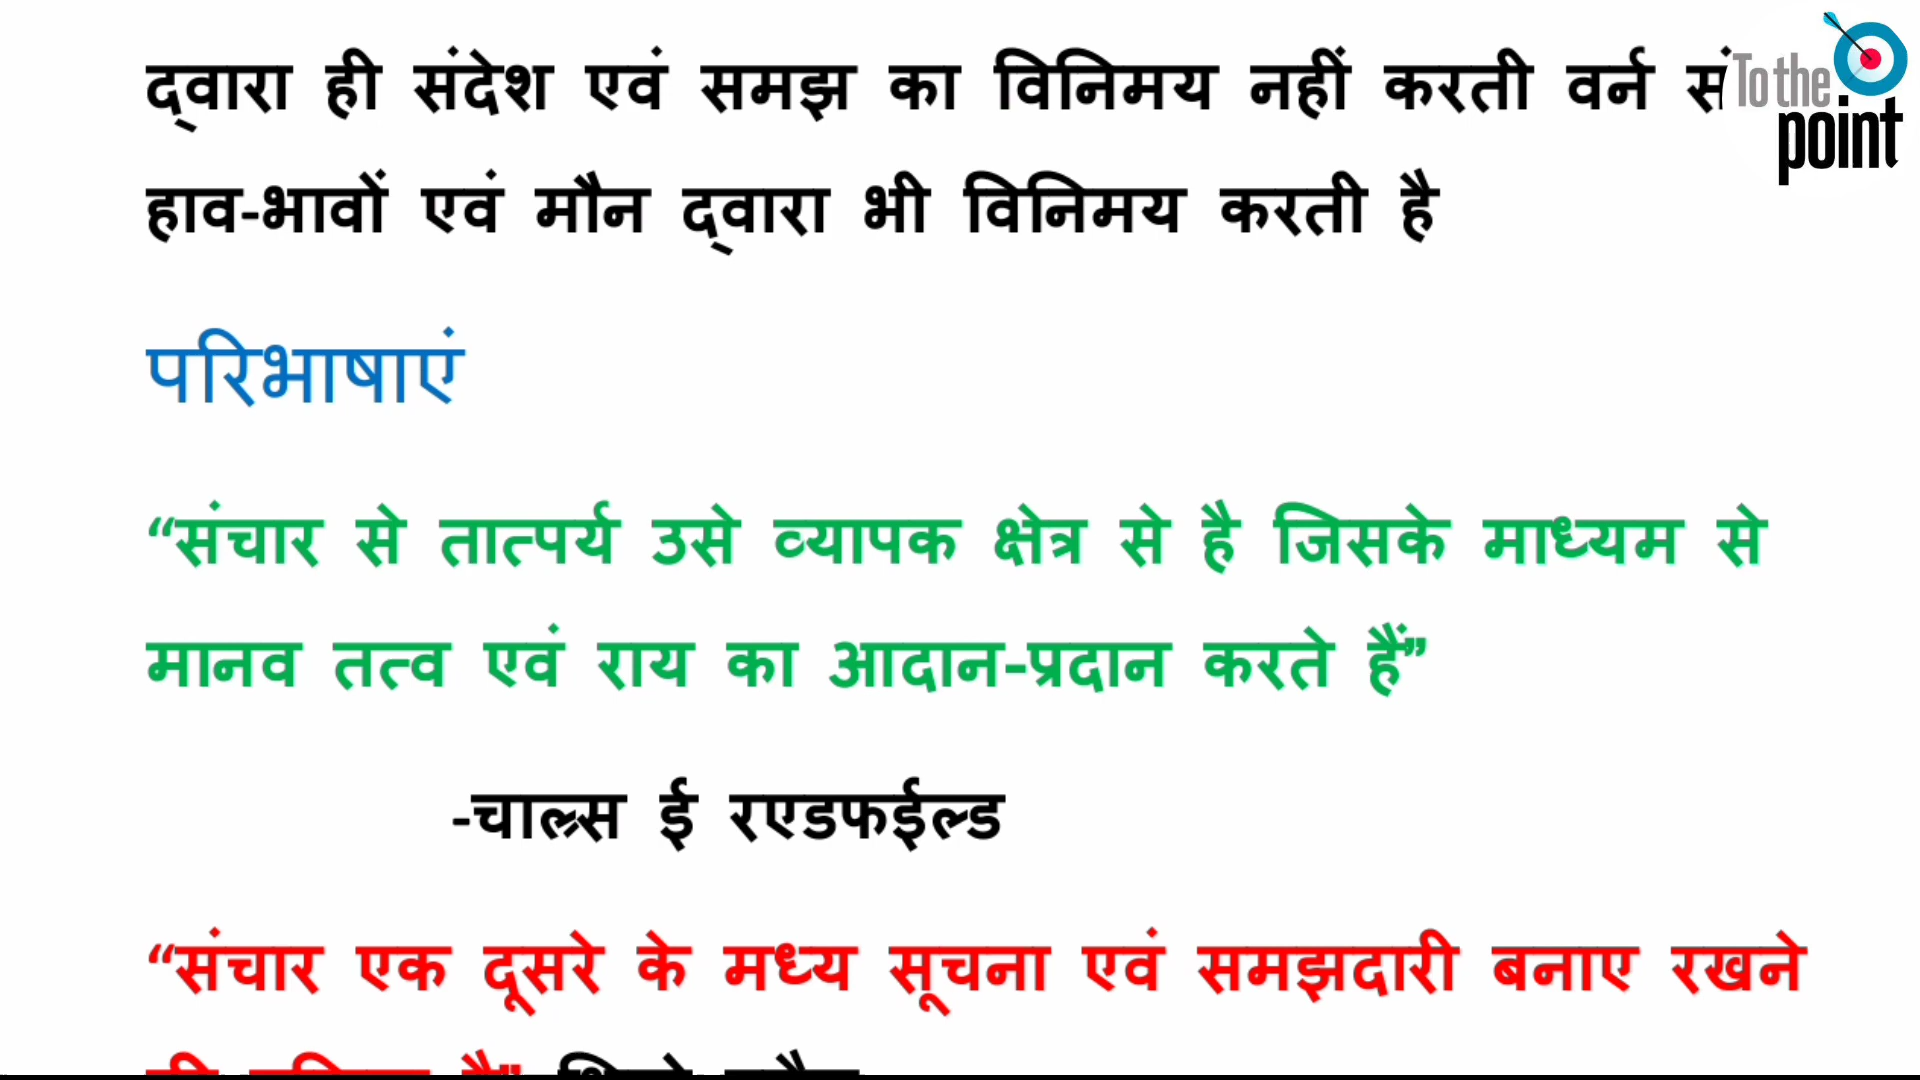 द्वारा ही संदेश एवं समझ का विनिमय नहीं करती वर्न
To the
point
हाव-भावों एवं मौन द्वारा भी विनिमय करती है
परिभाषाएं
“संचार से तात्पर्य उसे व्यापक क्षेत्र से है जिसके माध्यम से
मानव तत्व एवं राय का आदान-प्रदान करते हैं”
-चार्ल्स ई रएडफईल्ड
“संचार एक दूसरे के मध्य सूचना एवं समझदारी बनाए रखने